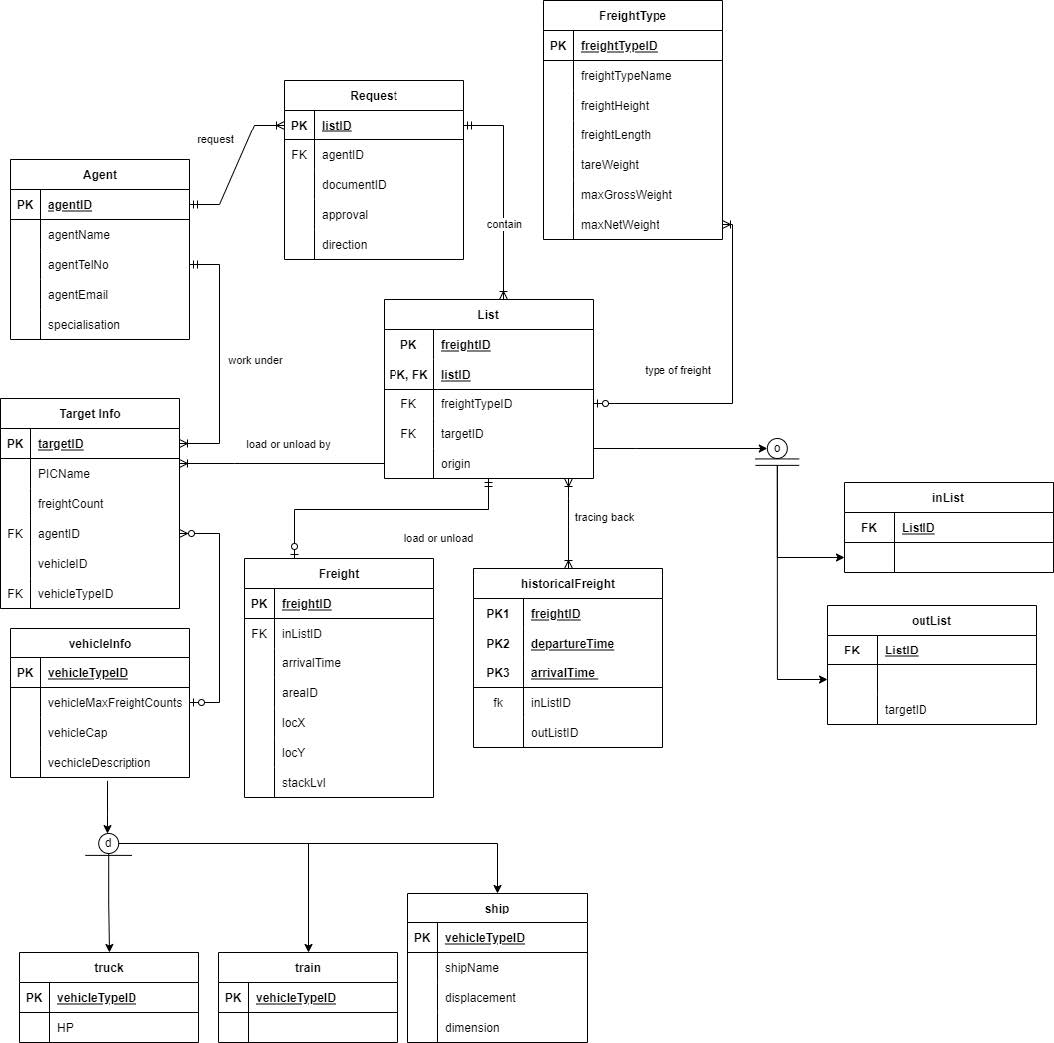 FreightType
PK freightTypeID
freightTypeName
freightHeight
freightLength
tareWeight
maxGrossWeight
maxNetWeight
Request
PK listID
FK agentID
documentID
approval
direction
request
Agent
PK agentID
agentName
agentTelNo
agentEmail
specialisation
contain
work under
type of freight
List
PK freightID
PK, FK listID
FK freightTypeID
FK targetID
origin
Target Info
PK targetID
PICName
freightCount
FK agentID
vehicleID
FK vehicleTypeID
load or unload by
o
inList
FK ListID
tracing back
load or unload
Freight
PK freightID
FK inListID
arrivalTime
areaID
locX
locY
stackLvl
historicalFreight
PK1 freightID
PK2 departureTime
PK3 arrivalTime
fk inListID
outListID
outList
FK ListID
targetID
vehicleInfo
PK vehicleTypeID
vehicleMaxFreightCounts
vehicleCap
vechicleDescription
d
truck
PK vehicleTypeID
HP
train
PK vehicleTypeID
ship
PK vehicleTypeID
shipName
displacement
dimension